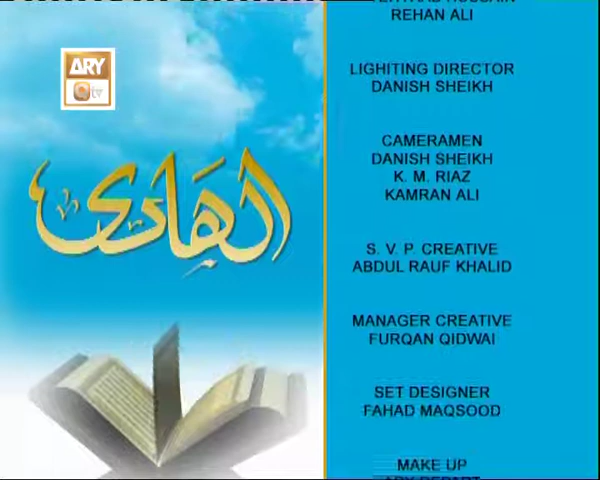 ARY
Qtv
الهادی
REHAN ALI
LIGHITING DIRECTOR
DANISH SHEIKH
CAMERAMEN
DANISH SHEIKH
K. M. RIAZ
KAMRAN ALI
S. V. P. CREATIVE
ABDUL RAUF KHALID
MANAGER CREATIVE
FURQAN QIDWAI
SET DESIGNER
FAHAD MAQSOOD
MAKE UP